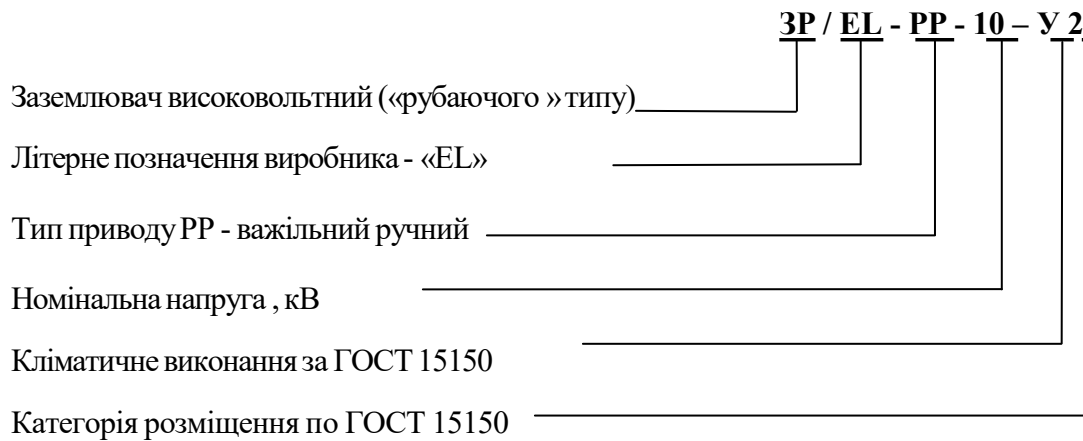 ЗР / EL - РР - 10 – У 2
Заземлювач високовольтний («рубаючого » типу)
Літерне позначення виробника - «EL»
Тип приводу РР - важільний ручний
Номінальна напруга , кВ
Кліматичне виконання за ГОСТ 15150
Категорія розміщення по ГОСТ 15150